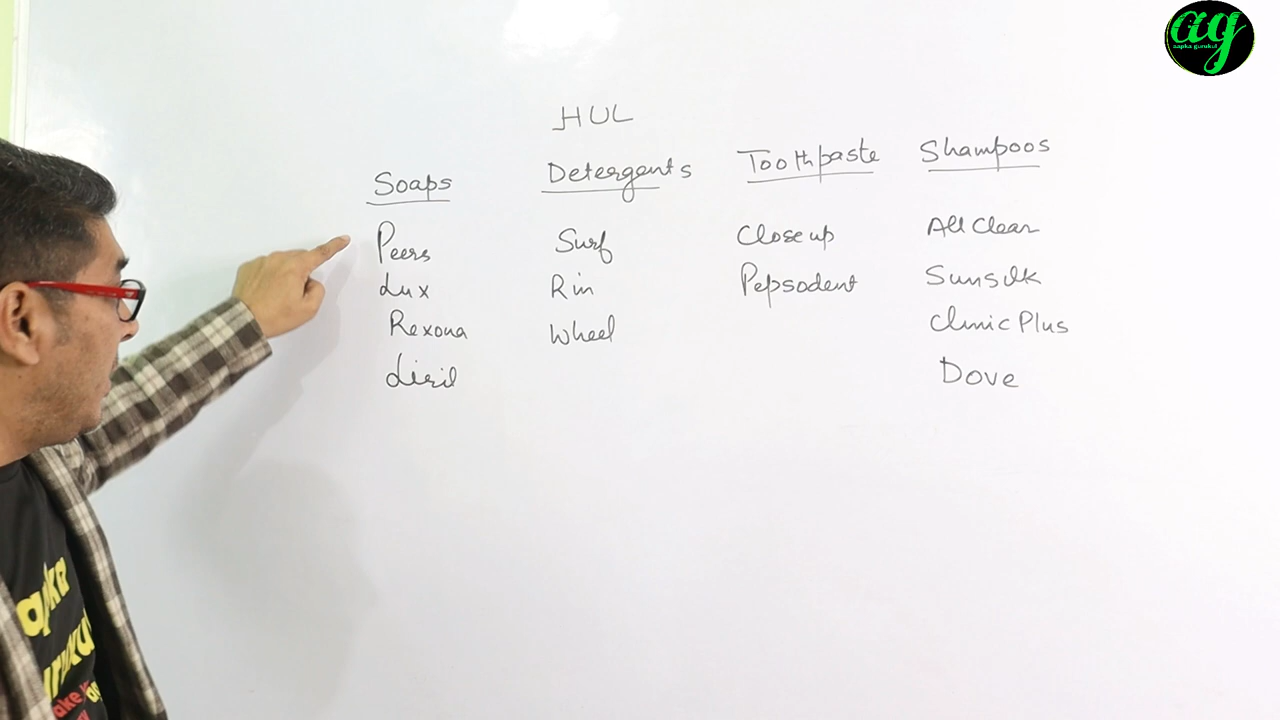 ag
aapka gurukul
HUL
Soaps
Peers
Lux
Rexona
Liril
Detergents
Surf
Rin
Wheel
Toothpaste
Close up
Pepsodent
Shampoos
All Clear
Sunsilk
Clinic Plus
Dove